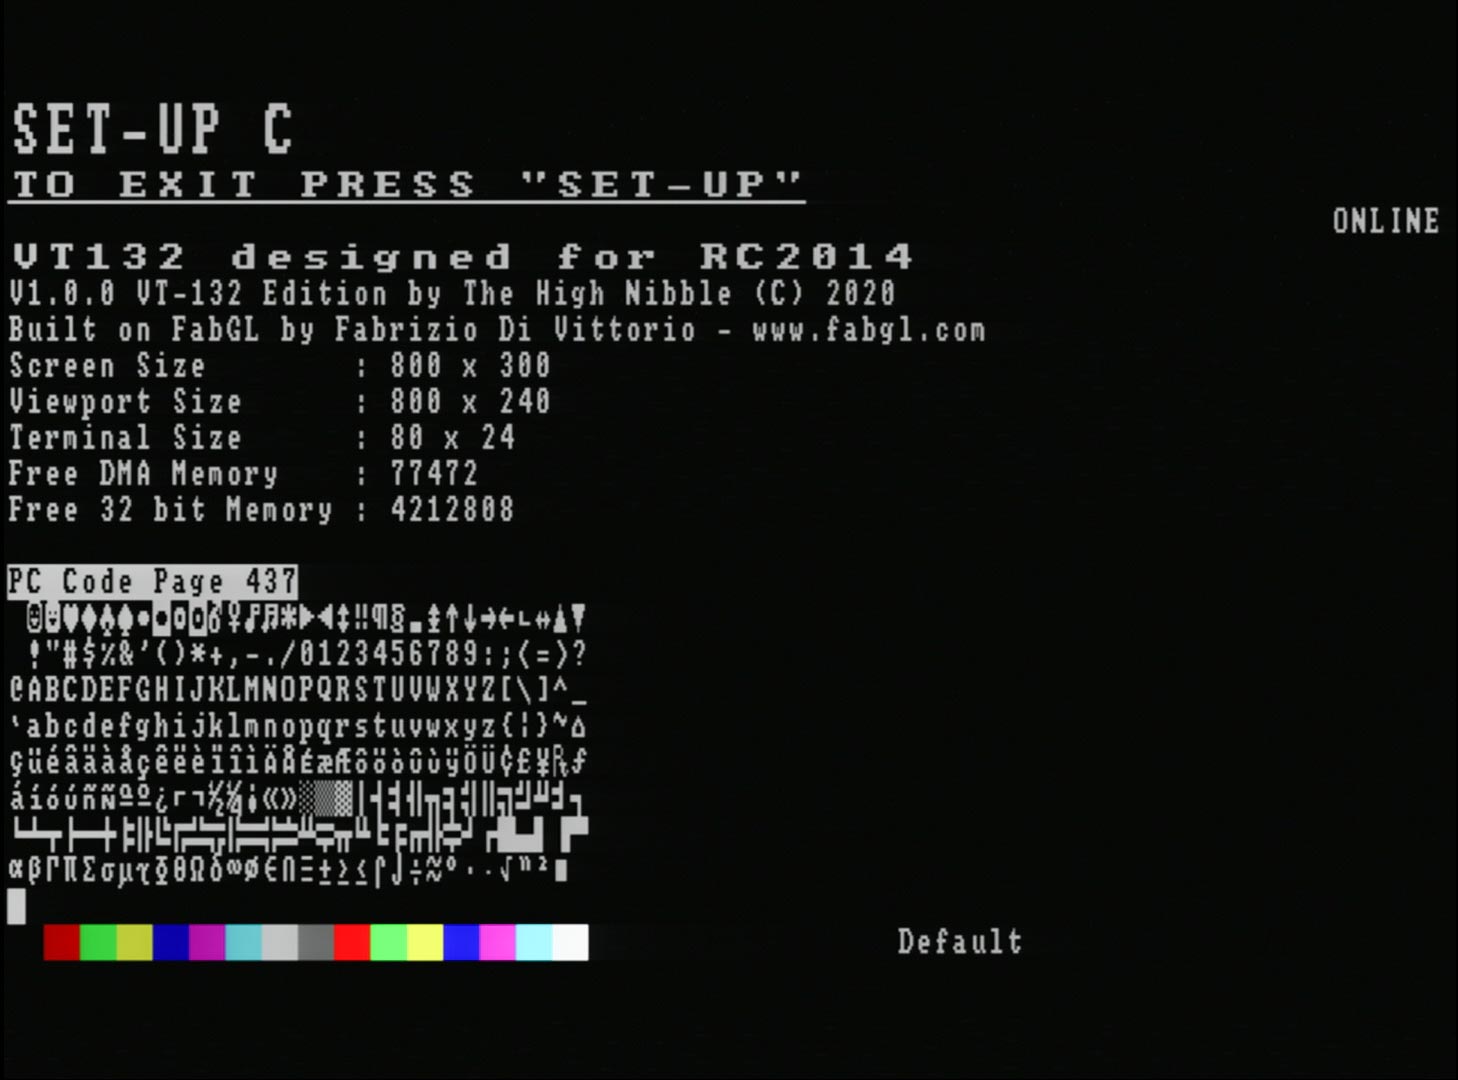 SET-UP C
TO EXIT PRESS "SET-UP"
ONLINE
VT132 designed for RC2014
V1.0.0 VT-132 Edition by The High Nibble (C) 2020
Built on FabGL by Fabrizio Di Vittorio - www.fabgl.com
Screen Size : 800 x 300
Viewport Size : 800 x 240
Terminal Size : 80 x 24
Free DMA Memory : 77472
Free 32 bit Memory : 4212808
PC Code Page 437
☺☻♥♦♣♠•◘○◙♂♀♪♫☼►◄↕‼¶§▬↨↑↓→←∟↔▲▼
!"#$%&'()*+,-./0123456789:;<=>?
@ABCDEFGHIJKLMNOPQRSTUVWXYZ[\]^_
`abcdefghijklmnopqrstuvwxyz{¦}~⌂
çüéâäàåçêëèïîìÄÅÉæÆôöòûùÿÖÜ¢£¥₧ƒ
áíóúñÑªº¿⌐¬½¼¡«»░▒▓│┤╡╢╖╕╣║╗╝╜╛┐
└┴┬├─┼╞╟╚╔╩╦╠═╬╧╨╤╥╙╘╒╓╫╪┘┌█▄▌▐▀
αβΓΠΣσµτΦΘΩδ∞øЄ∩≡±≥≤⌠⌡÷≈°∙·√ⁿ²■
Default